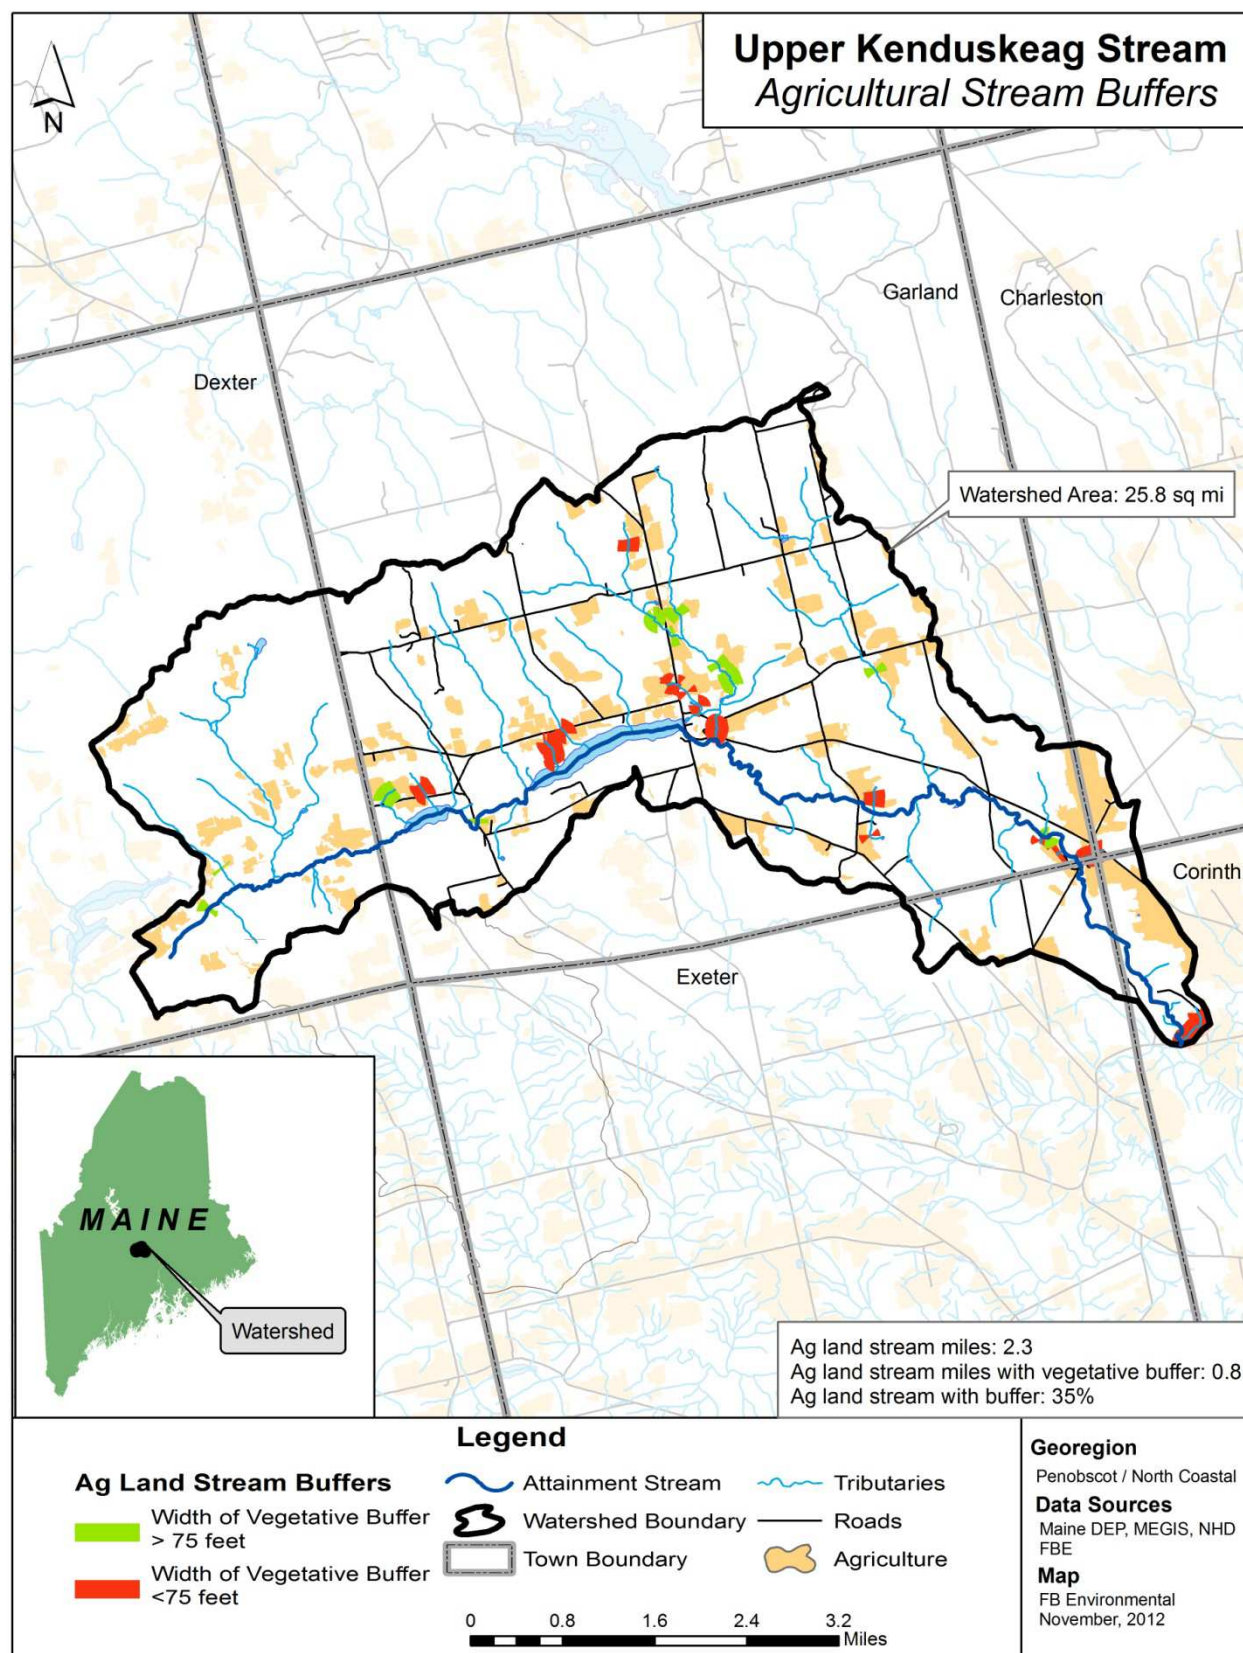 Upper Kenduskeag Stream
Agricultural Stream Buffers
N
Garland
Charleston
Dexter
Watershed Area: 25.8 sq mi
Corinth
Exeter
MAINE
Watershed
Ag land stream miles: 2.3
Ag land stream miles with vegetative buffer: 0.8
Ag land stream with buffer: 35%
Legend
Ag Land Stream Buffers
Width of Vegetative Buffer
> 75 feet
Width of Vegetative Buffer
<75 feet
Attainment Stream
Watershed Boundary
Town Boundary
Tributaries
Roads
Agriculture
0 0.8 1.6 2.4 3.2
Miles
Georegion
Penobscot / North Coastal
Data Sources
Maine DEP, MEGIS, NHD
FBE
Map
FB Environmental
November, 2012